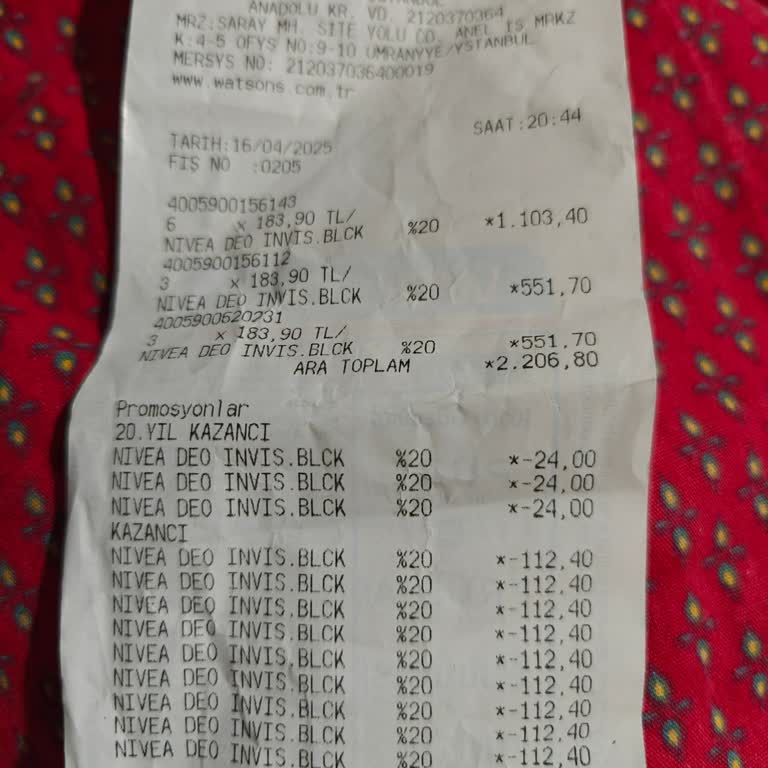 ANADOLU KR. VD. 2120370364
MRZ:SARAY MH. SITE YOLU CD. ANEL IS MRKZ
K:4-5 OFYS NO:9-10 UMRANYYE/YSTANBUL
MERSYS NO: 212037036400019
www.watsons.com.tr
SAAT:20:44
TARIH:16/04/2025
FIS NO :0205
4005900156143
6 x 183,90 TL/
NIVEA DEO INVIS.BLCK %20 *1.103,40
4005900156112
3 x 183,90 TL/
NIVEA DEO INVIS.BLCK %20 *551,70
4005900620231
3 x 183,90 TL/
NIVEA DEO INVIS.BLCK %20 *551,70
ARA TOPLAM *2.206,80
Promosyonlar
20.YIL KAZANCI
NIVEA DEO INVIS.BLCK %20 *-24,00
NIVEA DEO INVIS.BLCK %20 *-24,00
NIVEA DEO INVIS.BLCK %20 *-24,00
KAZANCI
NIVEA DEO INVIS.BLCK %20 *-112,40
NIVEA DEO INVIS.BLCK %20 *-112,40
NIVEA DEO INVIS.BLCK %20 *-112,40
NIVEA DEO INVIS.BLCK %20 *-112,40
NIVEA DEO INVIS.BLCK %20 *-112,40
NIVEA DEO INVIS.BLCK %20 *-112,40
NIVEA DEO INVIS.BLCK %20 *-112,40
NIVEA DEO INVIS.BLCK %20 *-112,40
NIVEA DEO INVIS.BLCK %20 *-112,40